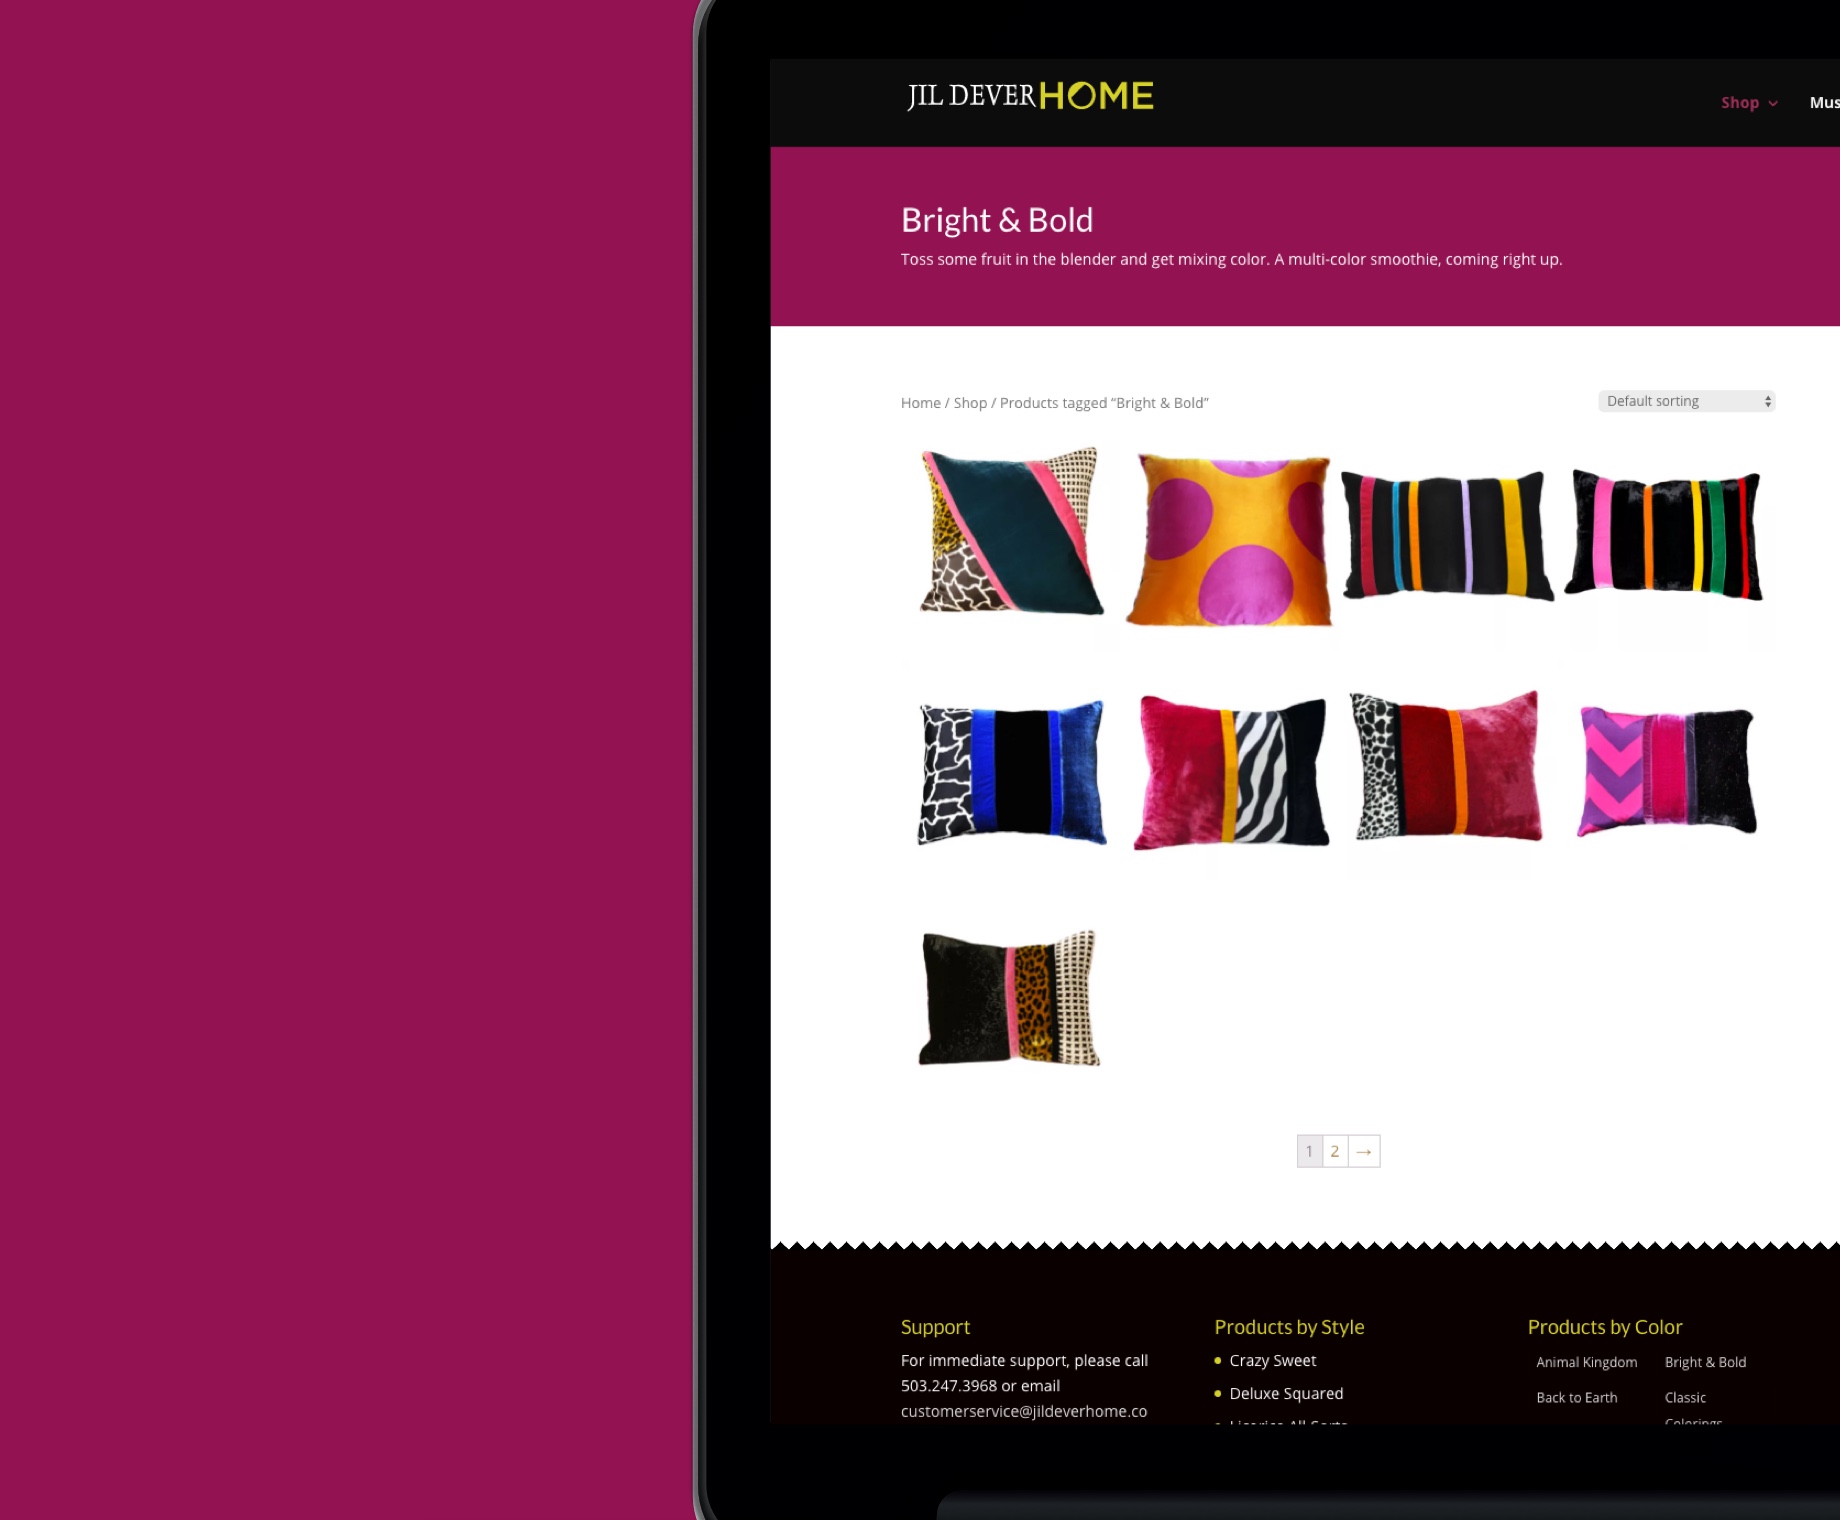 JIL DEVER HOME
Shop
Bright & Bold
Toss some fruit in the blender and get mixing color. A multi-color smoothie, coming right up.
Home / Shop / Products tagged “Bright & Bold”
Default sorting
1 2 →
Support
For immediate support, please call
503.247.3968 or email
customerservice@jildeverhome.co
Products by Style
Crazy Sweet
Deluxe Squared
Products by Color
Animal Kingdom Bright & Bold
Back to Earth Classic